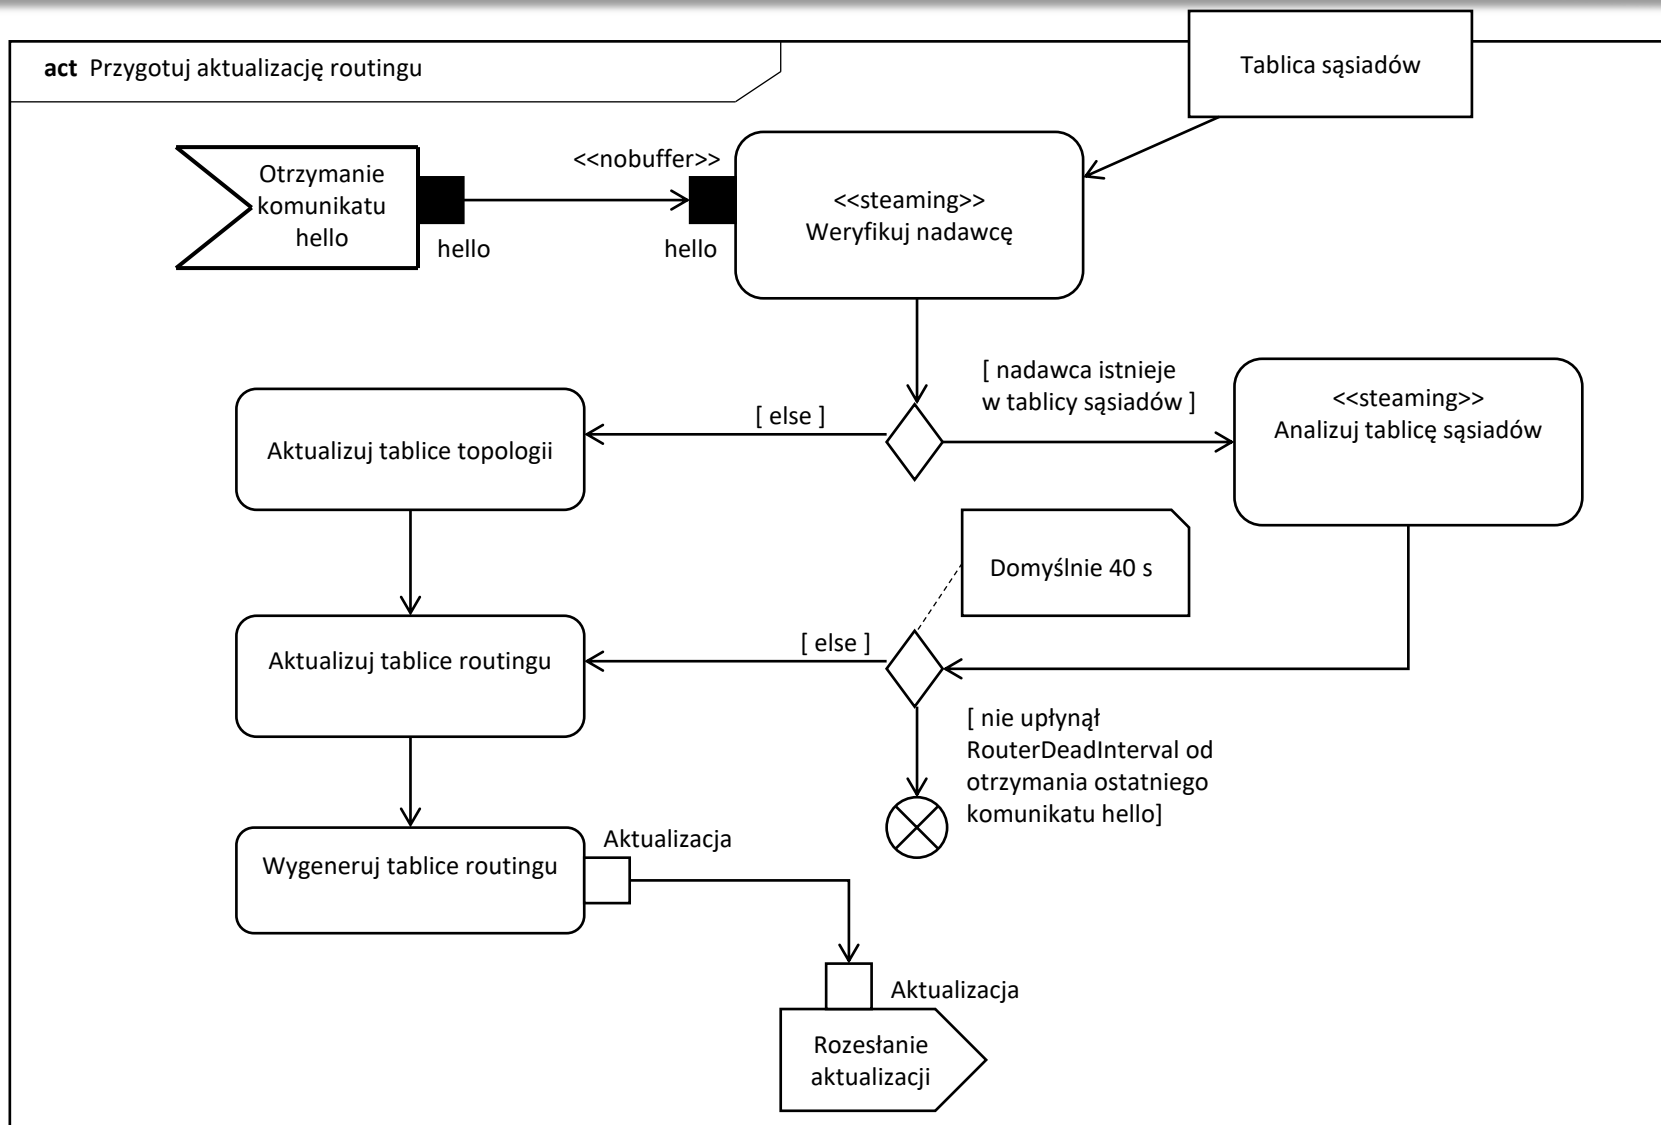 act Przygotuj aktualizację routingu
Tablica sąsiadów
Otrzymanie
komunikatu
hello
hello
<<nobuffer>>
hello
<<steaming>>
Weryfikuj nadawcę
[ nadawca istnieje
w tablicy sąsiadów ]
[ else ]
<<steaming>>
Analizuj tablicę sąsiadów
Aktualizuj tablice topologii
Domyślnie 40 s
[ else ]
Aktualizuj tablice routingu
[ nie upłynął
RouterDeadInterval od
otrzymania ostatniego
komunikatu hello]
Wygeneruj tablice routingu
Aktualizacja
Aktualizacja
Rozesłanie
aktualizacji